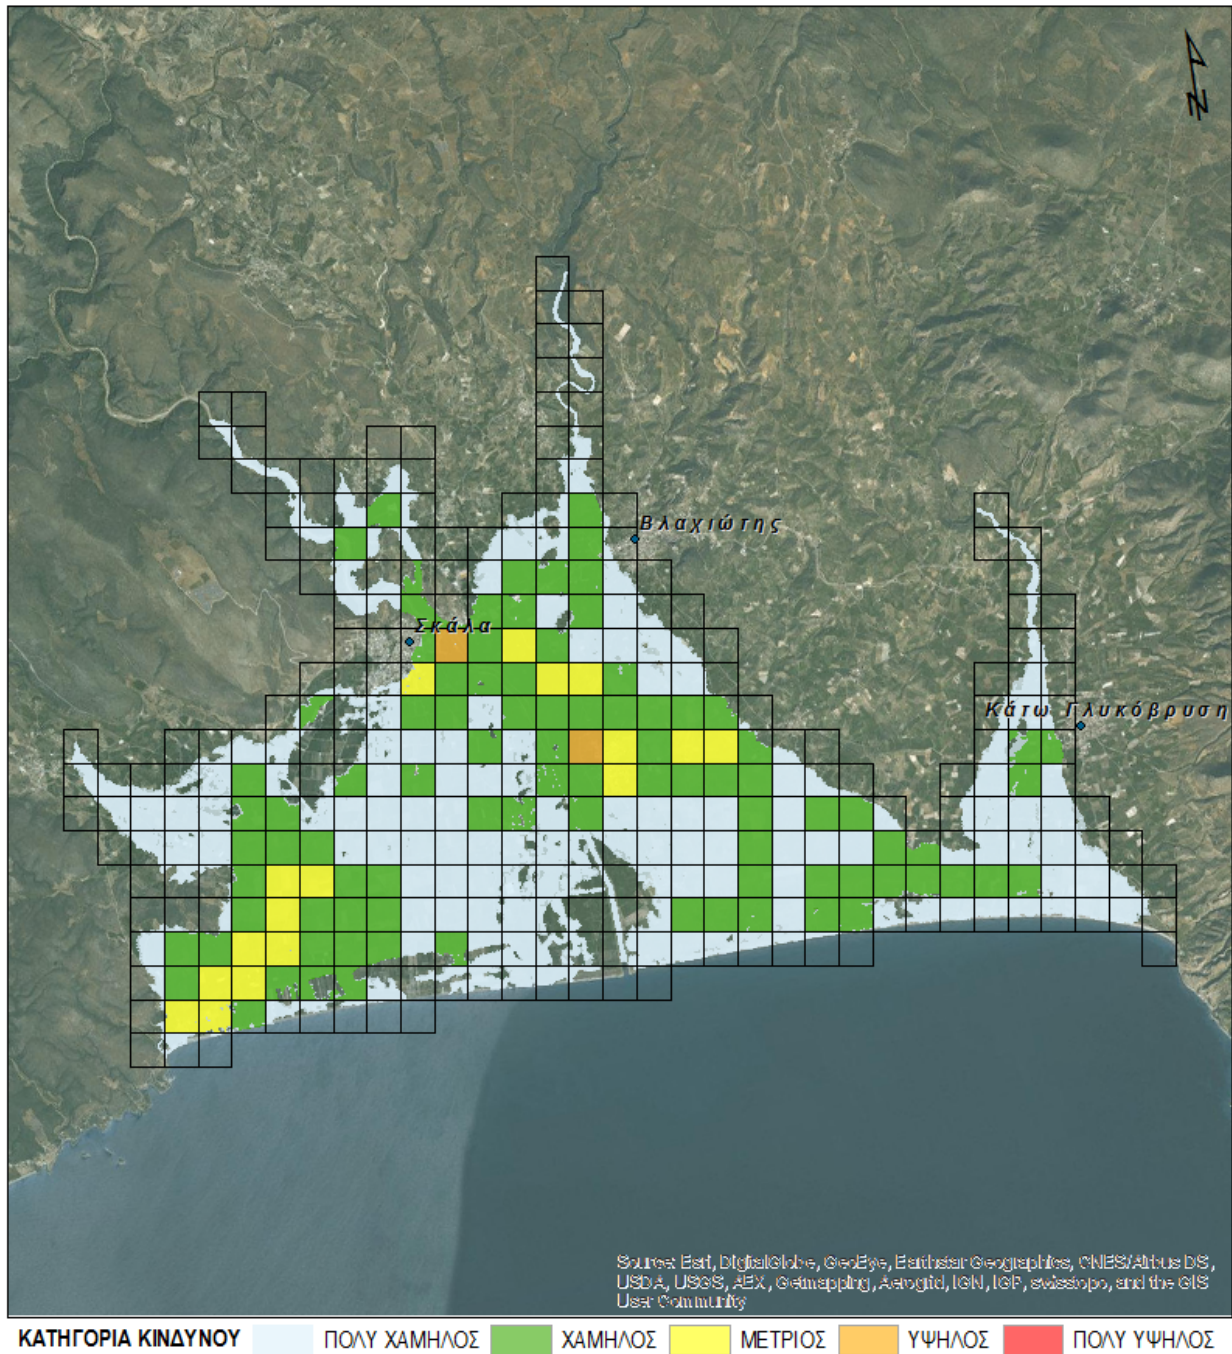 N
Βλαχιώτης
Σκάλα
Κάτω Γλυκόβρυση
Source: Esri, DigitalGlobe, GeoEye, Earthstar Geographics, CNES/Airbus DS,
USDA, USGS, AEX, Getmapping, Aerogrid, IGN, IGP, swisstopo, and the GIS
User Community
ΚΑΤΗΓΟΡΙΑ ΚΙΝΔΥΝΟΥ ΠΟΛΥ ΧΑΜΗΛΟΣ ΧΑΜΗΛΟΣ ΜΕΤΡΙΟΣ ΥΨΗΛΟΣ ΠΟΛΥ ΥΨΗΛΟΣ